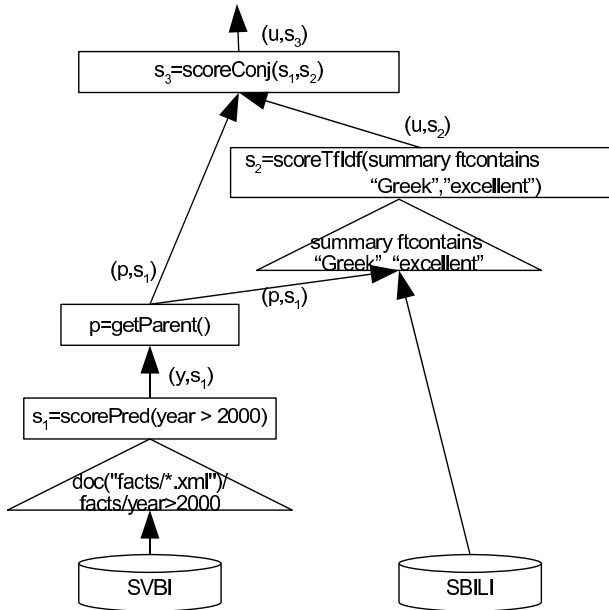 (u,s3)
s3=scoreConj(s1,s2)
(u,s2)
s2=scoreTfIdf(summary ftcontains
“Greek”,”excellent”)
summary ftcontains
“Greek” “excellent”
(p,s1)
(p,s1)
p=getParent()
(y,s1)
s1=scorePred(year > 2000)
doc("facts/*.xml")/
facts/year>2000
SVBI
SBILI